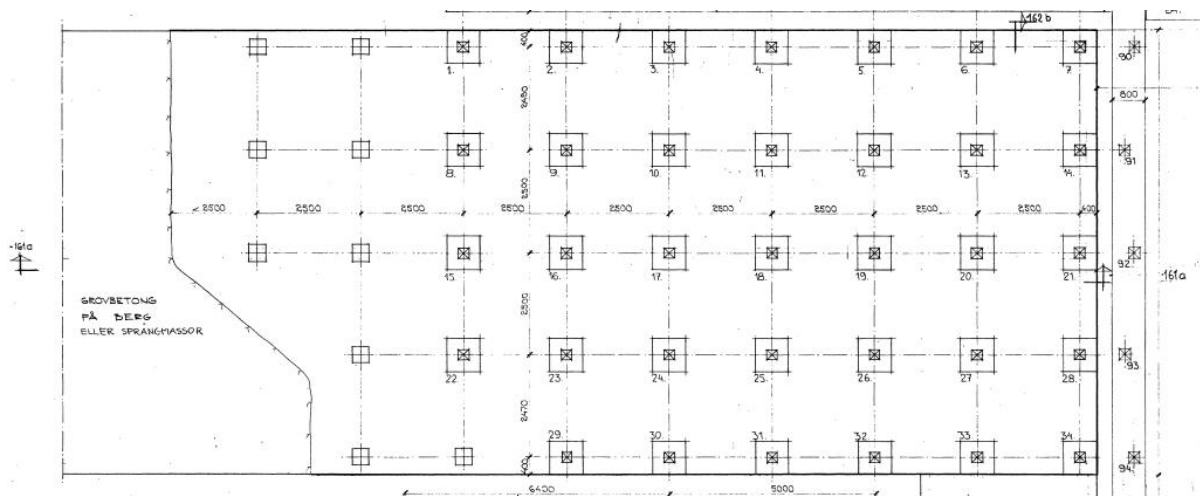 162b
1. 2. 3. 4. 5. 6. 7. 90.
400
800
2480
8. 9. 10. 11. 12. 13. 14. 91
2500
< 2500 2500 2500 2500 2500 2500 2500 2500 2500 400
161a
15. 16. 17. 18. 19. 20. 21. 92.
161a
GROVBETONG
PÅ BERG
ELLER SPRÄNGMASSOR
2500
22. 23. 24. 25. 26. 27 28. 93
2470
29. 30. 31. 32. 33. 34. 94.
400
6400 5000